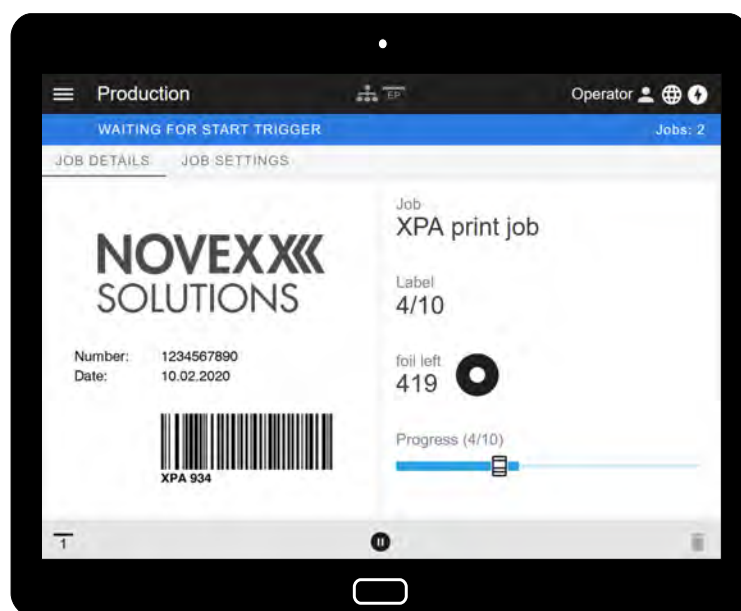 Production
EP
Operator
WAITING FOR START TRIGGER
Jobs: 2
JOB DETAILS
JOB SETTINGS
NOVEXX
SOLUTIONS
Number: 1234567890
Date: 10.02.2020
XPA 934
Job
XPA print job
Label
4/10
foil left
419
Progress (4/10)
1